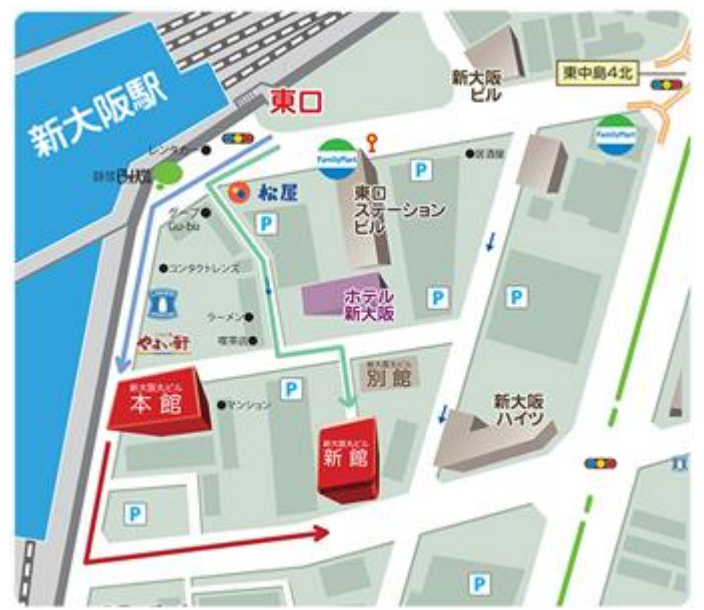 新大阪
ビル
東中島4北
新大阪駅
東口
レンタカー
FamilyMart
FamilyMart
居酒屋
P
松屋
東口
ステーション
ビル
グーブ
Gu-bu
P
コンタクトレンズ
ホテル
新大阪
P
P
ラーメン
やよい軒
喫茶店
新大阪丸ビル
別館
新大阪丸ビル
本館
P
マンション
新大阪
ハイツ
新大阪丸ビル
新館
P
P